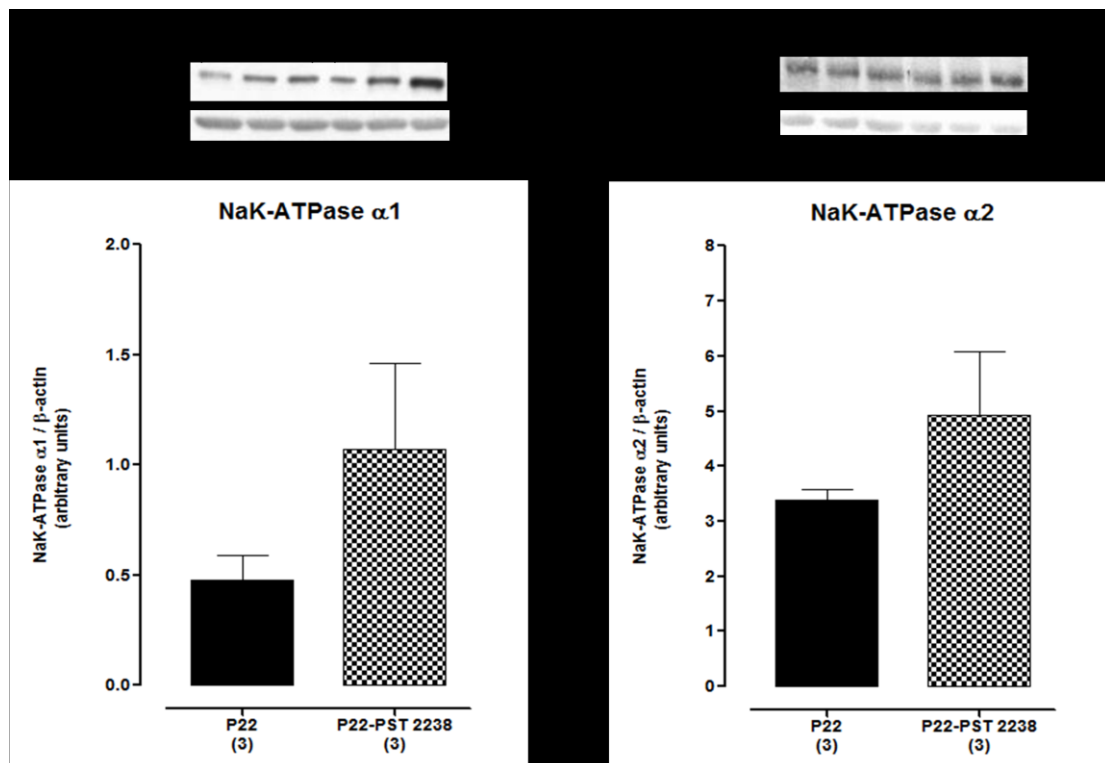 NaK-ATPase α1
NaK-ATPase α1 / β-actin
(arbitrary units)
2.0
1.5
1.0
0.5
0.0
P22
(3)
P22-PST 2238
(3)
NaK-ATPase α2
NaK-ATPase α2 / β-actin
(arbitrary units)
8
7
6
5
4
3
2
1
0
P22
(3)
P22-PST 2238
(3)